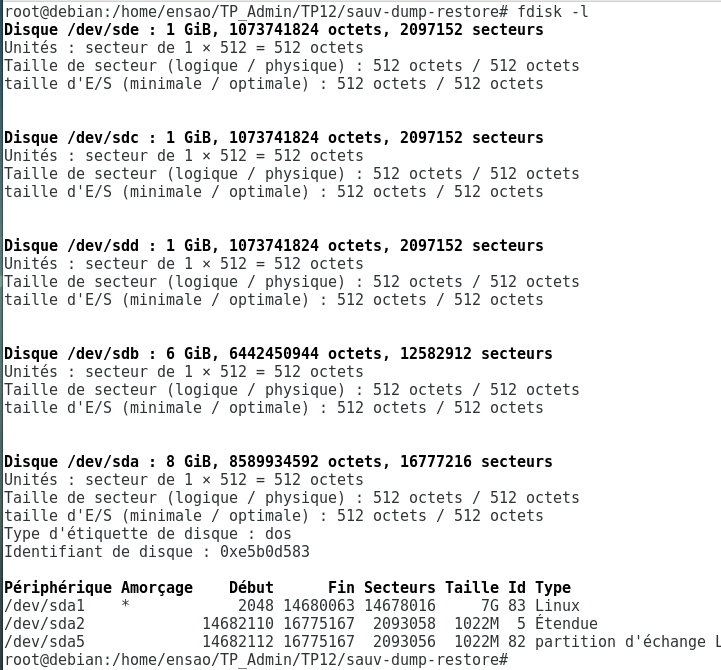 root@debian:/home/ensao/TP_Admin/TP12/sauv-dump-restore# fdisk -l
Disque /dev/sde : 1 GiB, 1073741824 octets, 2097152 secteurs
Unités : secteur de 1 × 512 = 512 octets
Taille de secteur (logique / physique) : 512 octets / 512 octets
taille d'E/S (minimale / optimale) : 512 octets / 512 octets
Disque /dev/sdc : 1 GiB, 1073741824 octets, 2097152 secteurs
Unités : secteur de 1 × 512 = 512 octets
Taille de secteur (logique / physique) : 512 octets / 512 octets
taille d'E/S (minimale / optimale) : 512 octets / 512 octets
Disque /dev/sdd : 1 GiB, 1073741824 octets, 2097152 secteurs
Unités : secteur de 1 × 512 = 512 octets
Taille de secteur (logique / physique) : 512 octets / 512 octets
taille d'E/S (minimale / optimale) : 512 octets / 512 octets
Disque /dev/sdb : 6 GiB, 6442450944 octets, 12582912 secteurs
Unités : secteur de 1 × 512 = 512 octets
Taille de secteur (logique / physique) : 512 octets / 512 octets
taille d'E/S (minimale / optimale) : 512 octets / 512 octets
Disque /dev/sda : 8 GiB, 8589934592 octets, 16777216 secteurs
Unités : secteur de 1 × 512 = 512 octets
Taille de secteur (logique / physique) : 512 octets / 512 octets
taille d'E/S (minimale / optimale) : 512 octets / 512 octets
Type d'étiquette de disque : dos
Identifiant de disque : 0xe5b0d583
Périphérique Amorçage Début Fin Secteurs Taille Id Type
/dev/sda1 * 2048 14680063 14678016 7G 83 Linux
/dev/sda2 14682110 16775167 2093058 1022M 5 Étendue
/dev/sda5 14682112 16775167 2093056 1022M 82 partition d'échange L
root@debian:/home/ensao/TP_Admin/TP12/sauv-dump-restore#